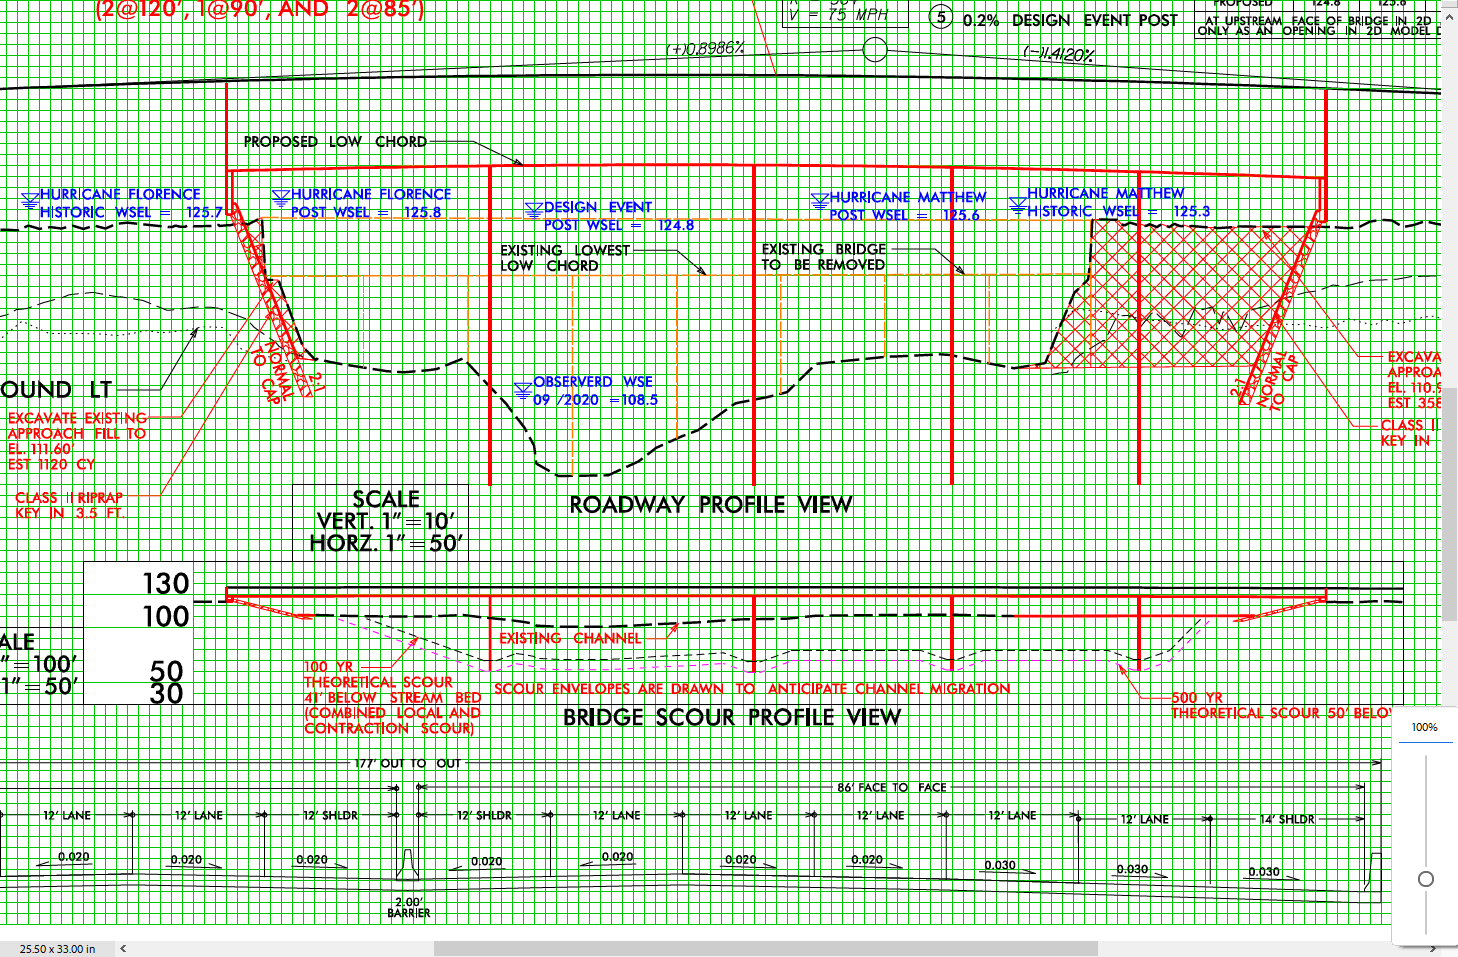 (2@120', 1@90', AND 2@85')
V = 75 MPH
5 0.2% DESIGN EVENT POST
PROPOSED 124.8 125.6
AT UPSTREAM FACE OF BRIDGE IN 2D
ONLY AS AN OPENING IN 2D MODEL
(+)0.8986%
(-)1.4120%
PROPOSED LOW CHORD
HURRICANE FLORENCE
HISTORIC WSEL = 125.7
HURRICANE FLORENCE
POST WSEL = 125.8
DESIGN EVENT
POST WSEL = 124.8
HURRICANE MATTHEW
POST WSEL = 125.6
HURRICANE MATTHEW
HISTORIC WSEL = 125.3
EXISTING LOWEST
LOW CHORD
EXISTING BRIDGE
TO BE REMOVED
OBSERVERD WSE
09 /2020 =108.5
2:1
NORMAL
TO CAP
2:1
NORMAL
TO CAP
OUND LT
EXCAVATE EXISTING
APPROACH FILL TO
EL. 111.60'
EST 1120 CY
CLASS II RIPRAP
KEY IN 3.5 FT.
EXCAVA
APPROA
EL. 110.9
EST 358
CLASS II
KEY IN
SCALE
VERT. 1"=10'
HORZ. 1"=50'
ROADWAY PROFILE VIEW
130
100
50
30
ALE
"=100'
1"=50'
EXISTING CHANNEL
100 YR
THEORETICAL SCOUR
41' BELOW STREAM BED
(COMBINED LOCAL AND
CONTRACTION SCOUR)
SCOUR ENVELOPES ARE DRAWN TO ANTICIPATE CHANNEL MIGRATION
500 YR
THEORETICAL SCOUR 50' BELOW
BRIDGE SCOUR PROFILE VIEW
100%
177' OUT TO OUT
86' FACE TO FACE
12' LANE 12' LANE 12' SHLDR 12' SHLDR 12' LANE 12' LANE 12' LANE 12' LANE 12' LANE 14' SHLDR
0.020 0.020 0.020 0.020 0.020 0.020 0.020 0.030 0.030 0.030
2.00'
BARRIER
25.50 x 33.00 in